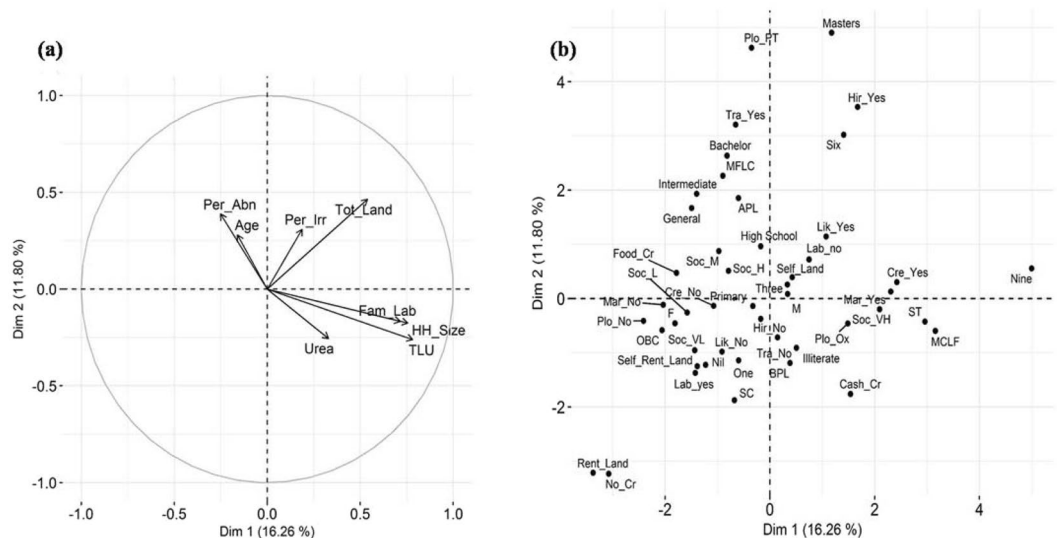 (a)
1.0
0.5
0.0
-0.5
-1.0
-1.0
-0.5
0.0
0.5
1.0
Dim 2 (11.80 %)
Dim 1 (16.26 %)
Per_Abn
Age
Per_Irr
Tot_Land
Fam_Lab
HH_Size
Urea
TLU
(b)
4
2
0
-2
-2
0
2
4
Dim 2 (11.80 %)
Dim 1 (16.26 %)
Masters
Plo_PT
Hir_Yes
Tra_Yes
Six
Bachelor
MFLC
Intermediate
APL
General
Lik_Yes
High School
Lab_no
Food_Cr
Soc_M
Soc_H
Self_Land
Soc_L
Three
Cre_Yes
Nine
Cre_No
Primary
Mar_No
F
M
Mar_Yes
Soc_VH
ST
Plo_No
Hir_No
Plo_Ox
MCLF
OBC
Soc_VL
Lik_No
Tra_No
Illiterate
Self_Rent_Land
Nil
One
BPL
Lab_yes
SC
Cash_Cr
Rent_Land
No_Cr